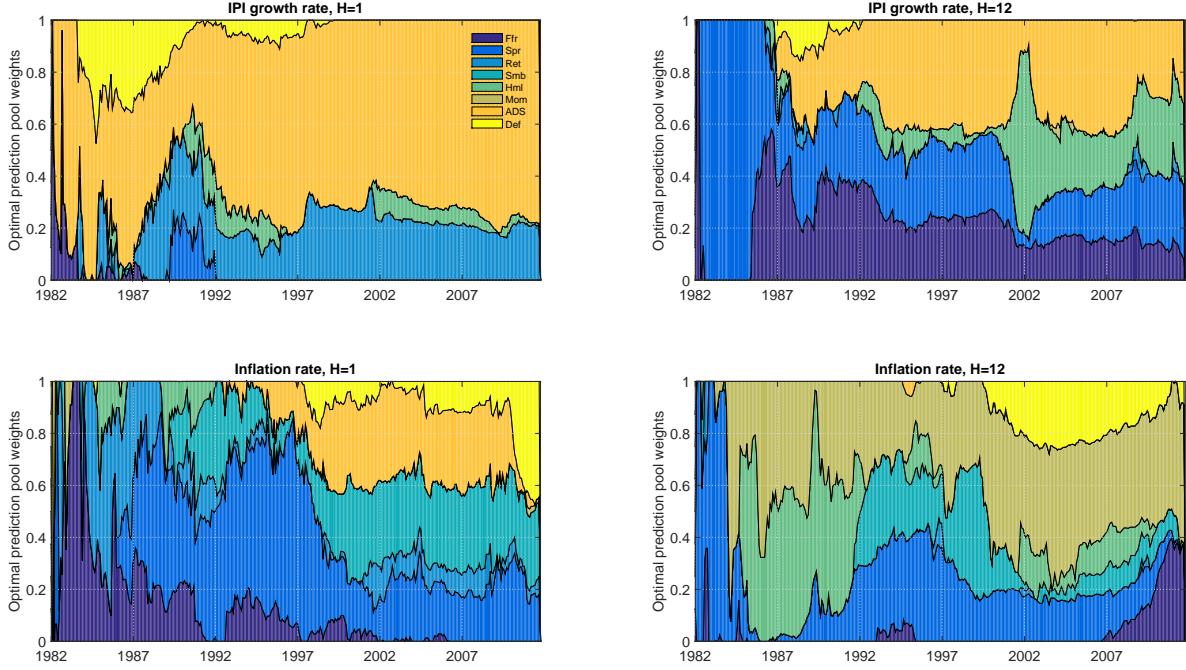 IPI growth rate, H=1
Optimal prediction pool weights
1
0.8
0.6
0.4
0.2
0
1982 1987 1992 1997 2002 2007
Ffr
Spr
Ret
Smb
Hml
Mom
ADS
Def
IPI growth rate, H=12
Optimal prediction pool weights
1
0.8
0.6
0.4
0.2
0
1982 1987 1992 1997 2002 2007
Inflation rate, H=1
Optimal prediction pool weights
1
0.8
0.6
0.4
0.2
0
1982 1987 1992 1997 2002 2007
Inflation rate, H=12
Optimal prediction pool weights
1
0.8
0.6
0.4
0.2
0
1982 1987 1992 1997 2002 2007